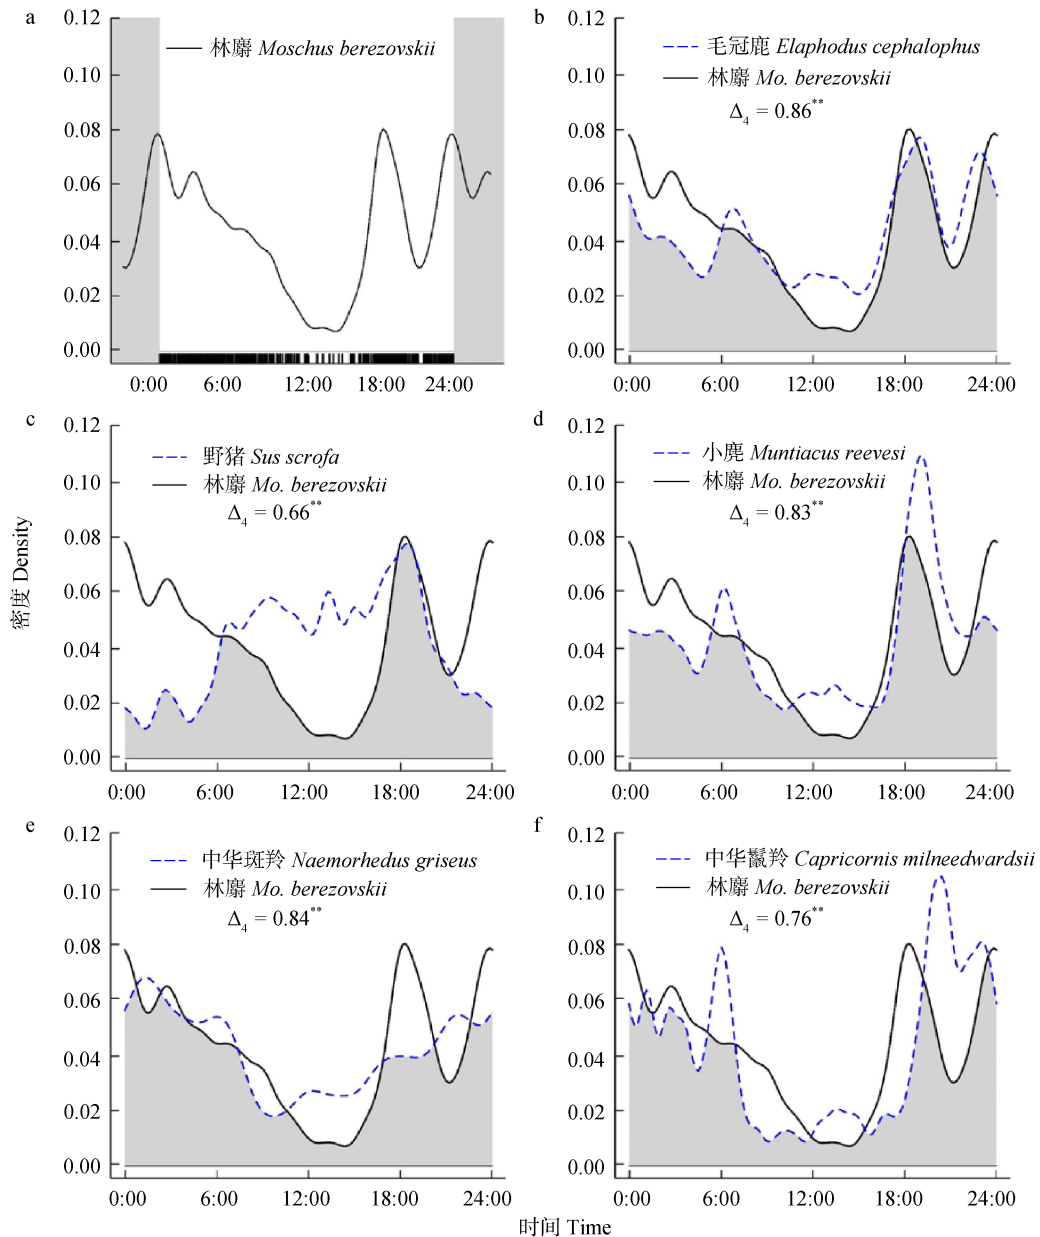 a
0.12
0.10
0.08
0.06
0.04
0.02
0.00
林麝 Moschus berezovskii
0:00 6:00 12:00 18:00 24:00
b
0.12
0.10
0.08
0.06
0.04
0.02
0.00
毛冠鹿 Elaphodus cephalophus
林麝 Mo. berezovskii
Δ4 = 0.86**
0:00 6:00 12:00 18:00 24:00
密度 Density
c
0.12
0.10
0.08
0.06
0.04
0.02
0.00
野猪 Sus scrofa
林麝 Mo. berezovskii
Δ4 = 0.66**
0:00 6:00 12:00 18:00 24:00
d
0.12
0.10
0.08
0.06
0.04
0.02
0.00
小麂 Muntiacus reevesi
林麝 Mo. berezovskii
Δ4 = 0.83**
0:00 6:00 12:00 18:00 24:00
e
0.12
0.10
0.08
0.06
0.04
0.02
0.00
中华斑羚 Naemorhedus griseus
林麝 Mo. berezovskii
Δ4 = 0.84**
0:00 6:00 12:00 18:00 24:00
f
0.12
0.10
0.08
0.06
0.04
0.02
0.00
中华鬣羚 Capricornis milneedwardsii
林麝 Mo. berezovskii
Δ4 = 0.76**
0:00 6:00 12:00 18:00 24:00
时间 Time